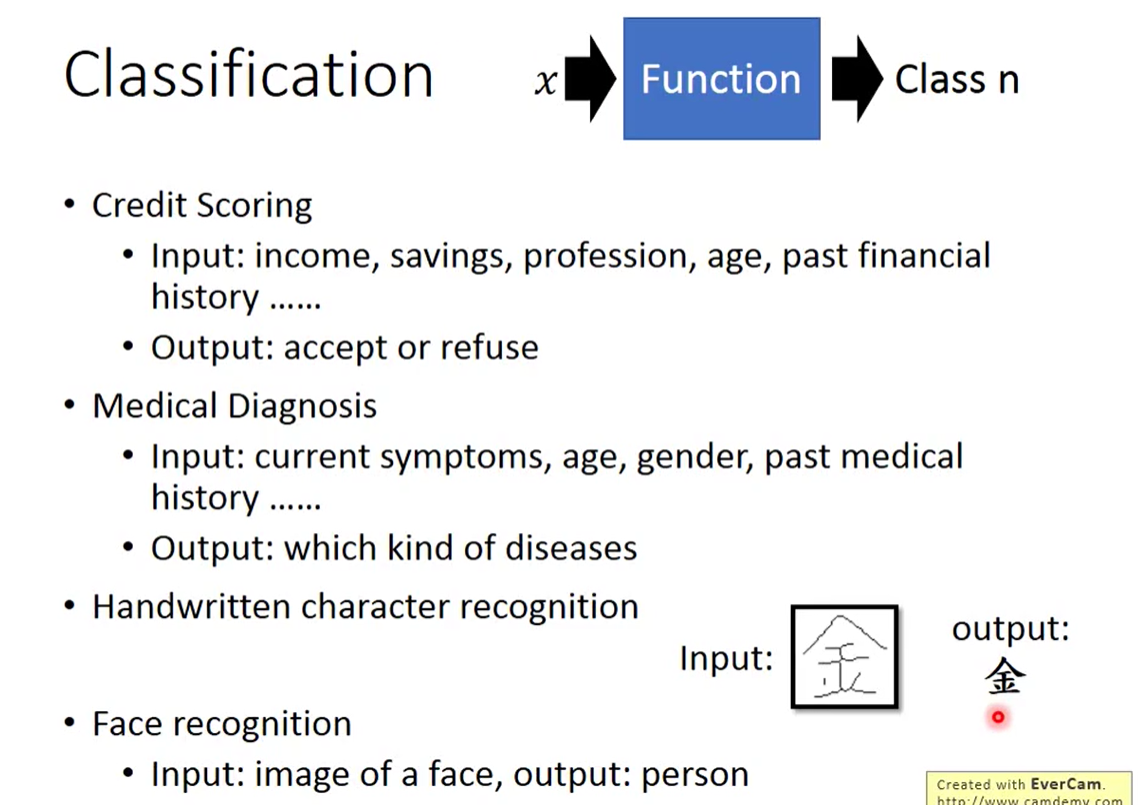 Classification
x
Function
Class n
• Credit Scoring
• Input: income, savings, profession, age, past financial
history ......
• Output: accept or refuse
• Medical Diagnosis
• Input: current symptoms, age, gender, past medical
history ......
• Output: which kind of diseases
• Handwritten character recognition
Input:
金
output:
金
• Face recognition
• Input: image of a face, output: person
Created with EverCam.
http://www.camdemy.com